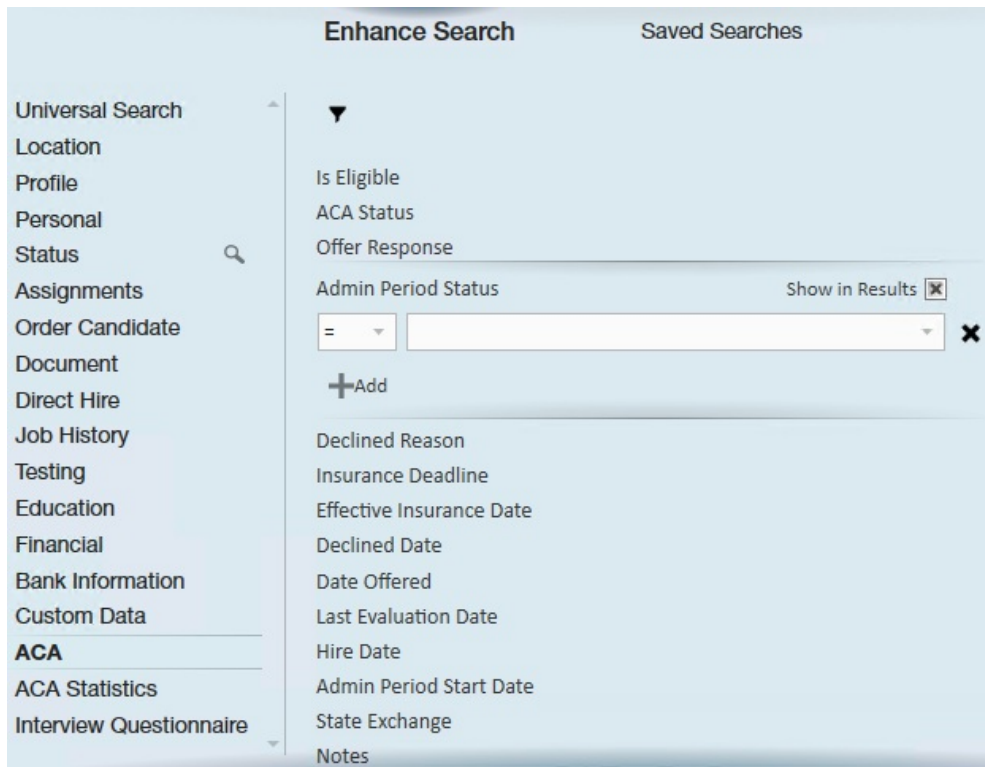 Enhance Search
Saved Searches
Universal Search
Location
Profile
Personal
Status
Assignments
Order Candidate
Document
Direct Hire
Job History
Testing
Education
Financial
Bank Information
Custom Data
ACA
ACA Statistics
Interview Questionnaire
Is Eligible
ACA Status
Offer Response
Admin Period Status
Show in Results
=
Add
Declined Reason
Insurance Deadline
Effective Insurance Date
Declined Date
Date Offered
Last Evaluation Date
Hire Date
Admin Period Start Date
State Exchange
Notes